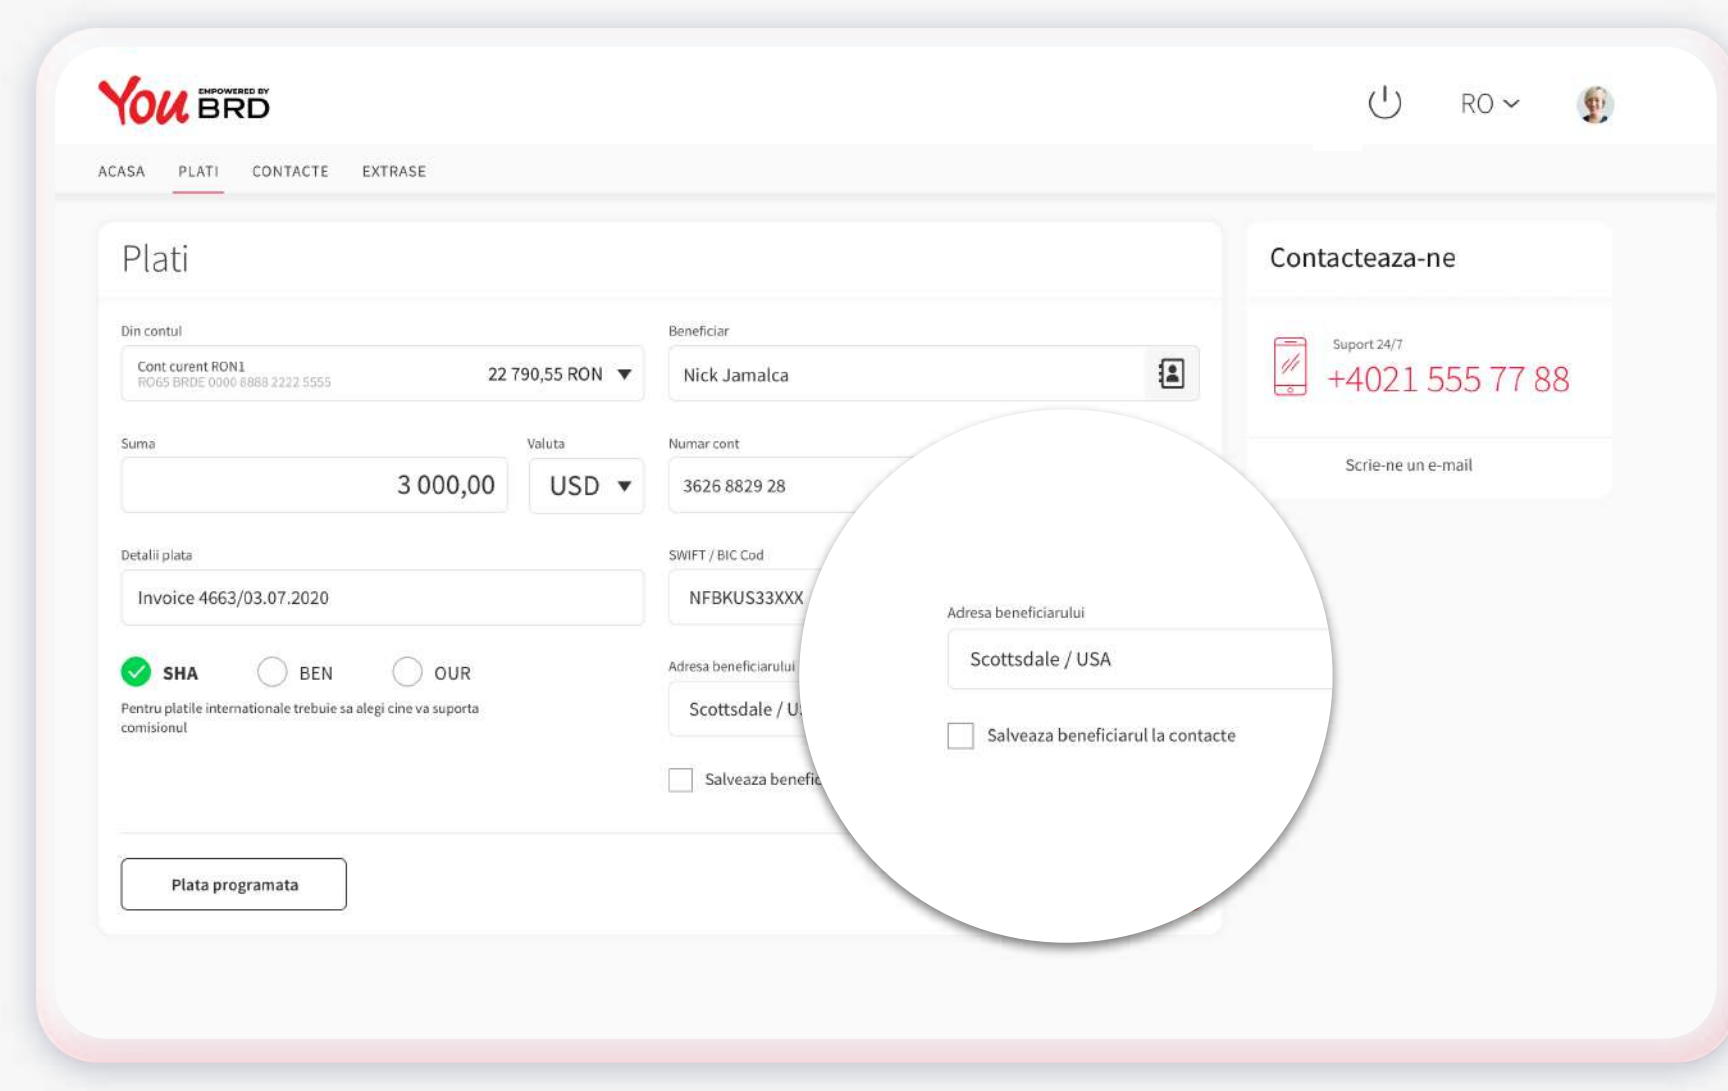 You EMPOWERED BY BRD
RO
ACASA PLATI CONTACTE EXTRASE
Plati
Din contul
Cont curent RON1
RO65 BRDE 0000 8888 2222 5555
22 790,55 RON
Beneficiar
Nick Jamalca
Suma
3 000,00
Valuta
USD
Numar cont
3626 8829 28
Detalii plata
Invoice 4663/03.07.2020
SWIFT / BIC Cod
NFBKUS33XXX
SHA BEN OUR
Pentru platile internationale trebuie sa alegi cine va suporta
comisionul
Adresa beneficiarului
Scottsdale / U
Salveaza benefic
Plata programata
Adresa beneficiarului
Scottsdale / USA
Salveaza beneficiarul la contacte
Contacteaza-ne
Suport 24/7
+4021 555 77 88
Scrie-ne un e-mail